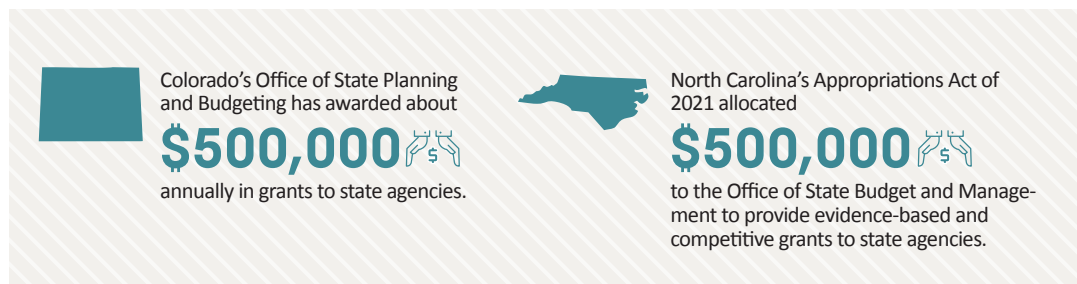 Colorado’s Office of State Planning
and Budgeting has awarded about
$500,000
annually in grants to state agencies.
North Carolina’s Appropriations Act of
2021 allocated
$500,000
to the Office of State Budget and Manage-
ment to provide evidence-based and
competitive grants to state agencies.